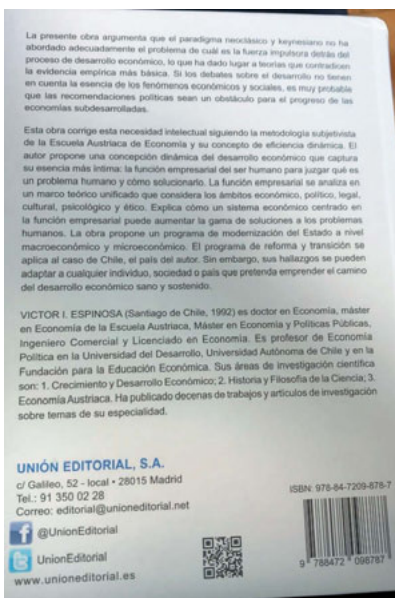 La presente obra argumenta que el paradigma neoclásico y keynesiano no ha
abordado adecuadamente el problema de cuál es la fuerza impulsora detrás del
proceso de desarrollo económico, lo que ha dado lugar a teorías que contradicen
la evidencia empírica más básica. Si los debates sobre el desarrollo no tienen
en cuenta la esencia de los fenómenos económicos y sociales, es muy probable
que las recomendaciones políticas sean un obstáculo para el progreso de las
economías subdesarrolladas.
Esta obra corrige esta necesidad intelectual siguiendo la metodología subjetivista
de la Escuela Austriaca de Economía y su concepto de eficiencia dinámica. El
autor propone una concepción dinámica del desarrollo económico que captura
su esencia más íntima: la función empresarial del ser humano para juzgar qué es
un problema humano y cómo solucionarlo. La función empresarial se analiza en
un marco teórico unificado que considera los ámbitos económico, político, legal,
cultural, psicológico y ético. Explica cómo un sistema económico centrado en
la función empresarial puede aumentar la gama de soluciones a los problemas
humanos. La obra propone un programa de modernización del Estado a nivel
macroeconómico y microeconómico. El programa de reforma y transición se
aplica al caso de Chile, el país del autor. Sin embargo, sus hallazgos se pueden
adaptar a cualquier individuo, sociedad o país que pretenda emprender el camino
del desarrollo económico sano y sostenido.
VICTOR I. ESPINOSA (Santiago de Chile, 1992) es doctor en Economía, máster
en Economía de la Escuela Austriaca, Máster en Economía y Políticas Públicas,
Ingeniero Comercial y Licenciado en Economía. Es profesor de Economía
Política en la Universidad del Desarrollo, Universidad Autónoma de Chile y en la
Fundación para la Educación Económica. Sus áreas de investigación científica
son: 1. Crecimiento y Desarrollo Económico; 2. Historia y Filosofía de la Ciencia; 3.
Economía Austriaca. Ha publicado decenas de trabajos y artículos de investigación
sobre temas de su especialidad.
UNIÓN EDITORIAL, S.A.
c/ Galileo, 52 - local • 28015 Madrid
Tel.: 91 350 02 28
Correo: editorial@unioneditorial.net
@UnionEditorial
UnionEditorial
www.unioneditorial.es
ISBN: 978-84-7209-878-7
9 788472 098787